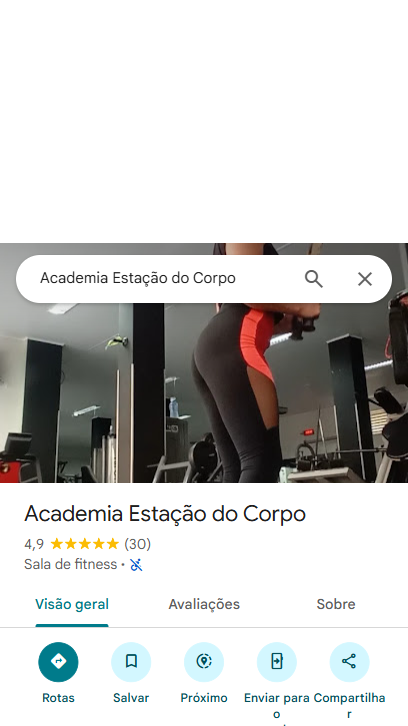 Academia Estação do Corpo
Academia Estação do Corpo
4,9 (30)
Sala de fitness ·
Visão geral Avaliações Sobre
Rotas Salvar Próximo Enviar para o Compartilhar